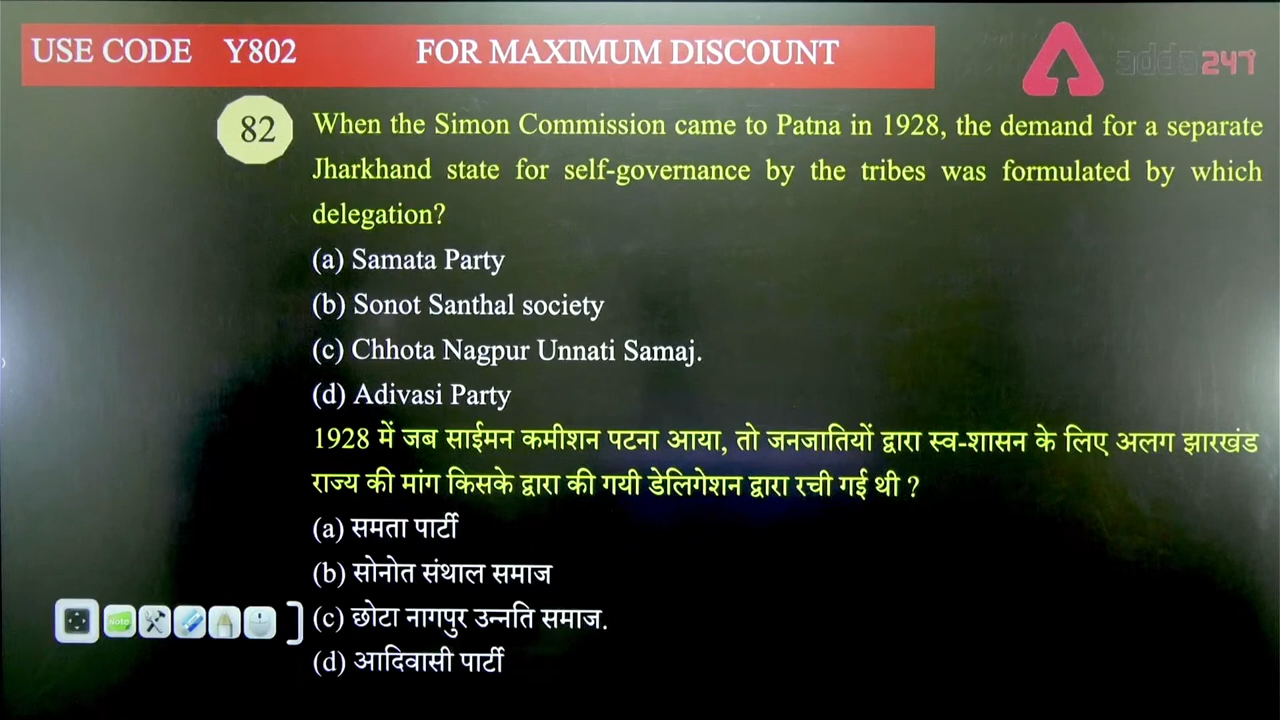 USE CODE Y802 FOR MAXIMUM DISCOUNT
adda247
82
When the Simon Commission came to Patna in 1928, the demand for a separate
Jharkhand state for self-governance by the tribes was formulated by which
delegation?
(a) Samata Party
(b) Sonot Santhal society
(c) Chhota Nagpur Unnati Samaj.
(d) Adivasi Party
1928 में जब साईमन कमीशन पटना आया, तो जनजातियों द्वारा स्व-शासन के लिए अलग झारखंड
राज्य की मांग किसके द्वारा की गयी डेलिगेशन द्वारा रची गई थी ?
(a) समता पार्टी
(b) सोनोत संथाल समाज
(c) छोटा नागपुर उन्नति समाज.
(d) आदिवासी पार्टी
Note